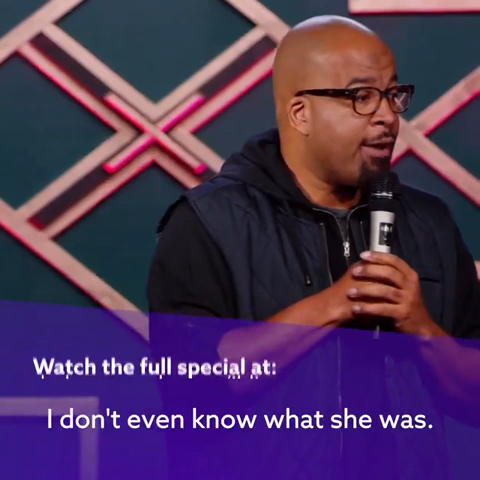 Watch the full special at:
I don't even know what she was.